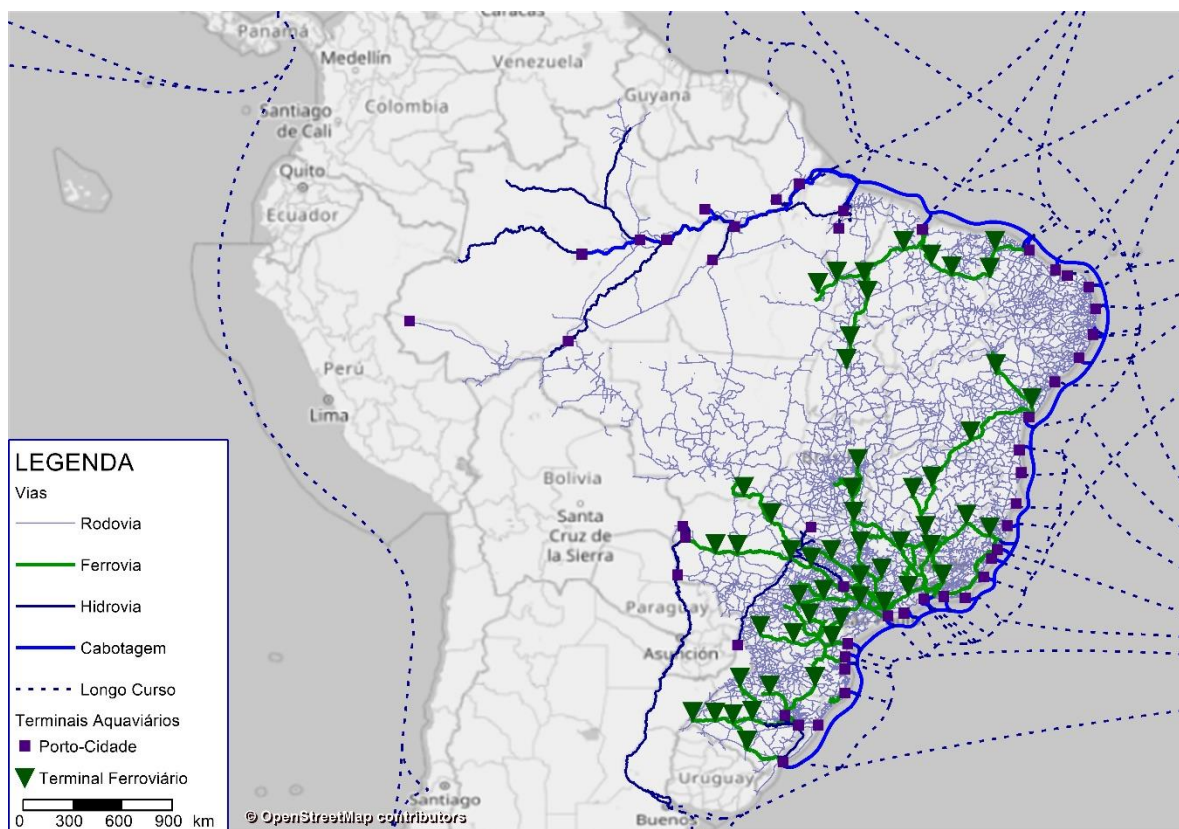 Caracas
Panamá
Medellín
Venezuela
Guyana
Santiago
de Cali
Colombia
Quito
Ecuador
Perú
Lima
Bolivia
Santa
Cruz de
la Sierra
Paraguay
Asunción
Uruguay
Santiago
Buenos
LEGENDA
Vias
Rodovia
Ferrovia
Hidrovia
Cabotagem
Longo Curso
Terminais Aquaviários
Porto-Cidade
Terminal Ferroviário
0 300 600 900 km
© OpenStreetMap contributors